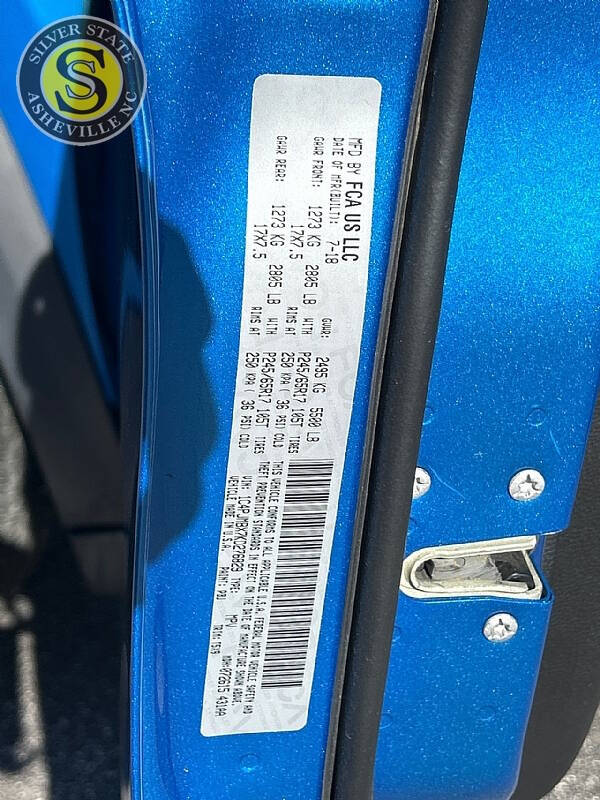 SILVER STATE
S
ASHEVILLE NC
MFD BY FCA US LLC
DATE OF MFR(BUILT): 7-18 GVWR: 2495 KG 5500 LB
GAWR FRONT: 1273 KG 2805 LB WITH P245/65R17 105T TIRES
17X7.5 RIMS AT 250 KPA ( 36 PSI) COLD
GAWR REAR: 1273 KG 2805 LB WITH P245/65R17 105T TIRES
17X7.5 RIMS AT 250 KPA ( 36 PSI) COLD
THIS VEHICLE CONFORMS TO ALL APPLICABLE U.S.A. FEDERAL MOTOR VEHICLE SAFETY AND
THEFT PREVENTION STANDARDS IN EFFECT ON THE DATE OF MANUFACTURE SHOWN ABOVE.
VIN: TYPE: MPV MDH:
VEHICLE MADE IN U.S.A. PAINT: TRIM: